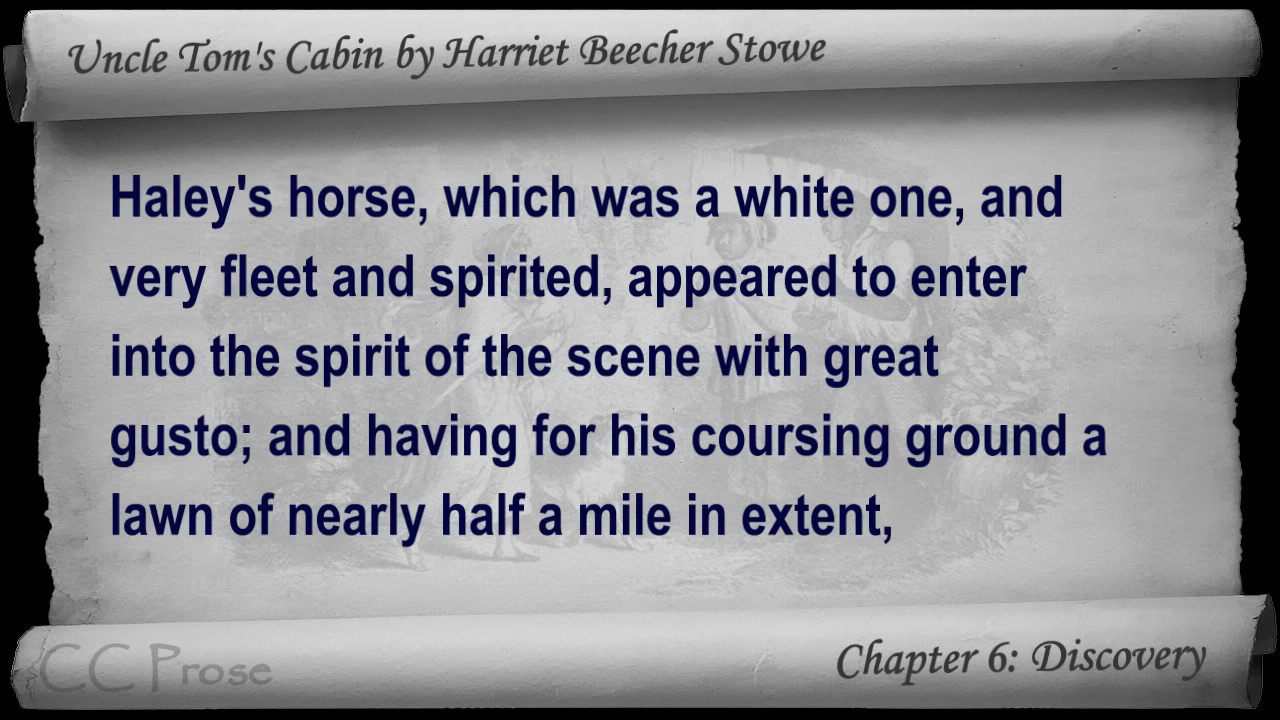 Uncle Tom's Cabin by Harriet Beecher Stowe
Haley's horse, which was a white one, and
very fleet and spirited, appeared to enter
into the spirit of the scene with great
gusto; and having for his coursing ground a
lawn of nearly half a mile in extent,
CC Prose
Chapter 6: Discovery